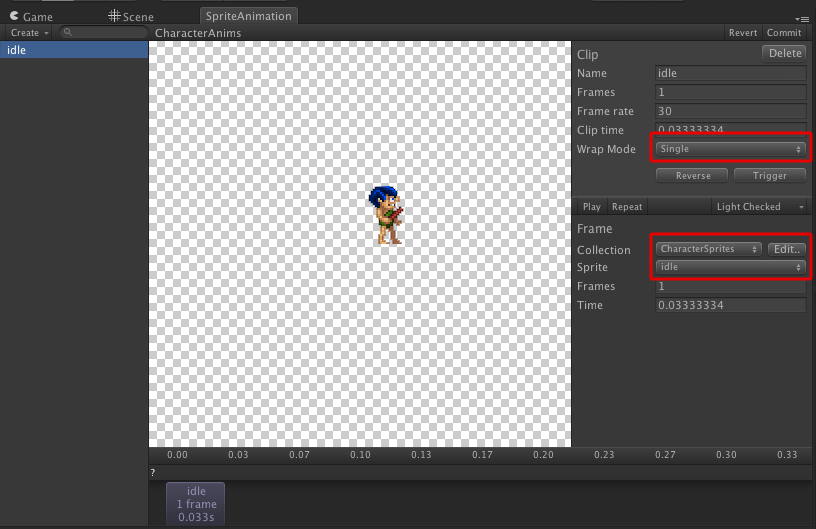 Game Scene SpriteAnimation
Create CharacterAnims Revert Commit
idle
Clip Delete
Name idle
Frames 1
Frame rate 30
Clip time 0.03333334
Wrap Mode Single
Reverse Trigger
Play Repeat Light Checked
Frame
Collection CharacterSprites Edit..
Sprite idle
Frames 1
Time 0.03333334
0.00 0.03 0.07 0.10 0.13 0.17 0.20 0.23 0.27 0.30 0.33
?
idle
1 frame
0.033s